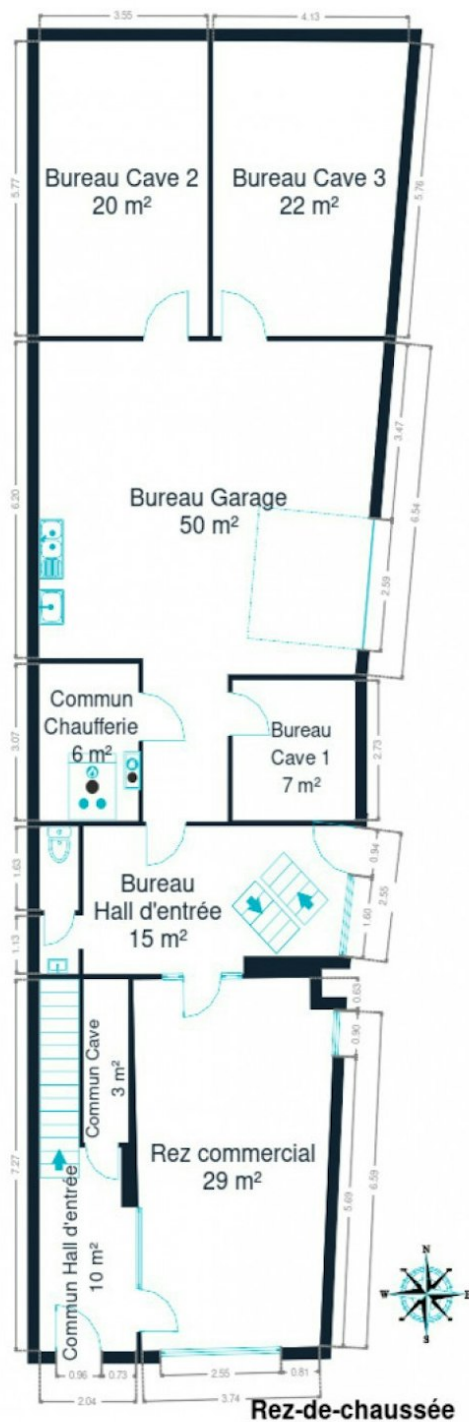 3.55
4.13
5.77
Bureau Cave 2
20 m²
Bureau Cave 3
22 m²
5.76
6.20
Bureau Garage
50 m²
3.47
6.54
2.59
3.07
Commun
Chaufferie
6 m²
Bureau
Cave 1
7 m²
2.73
1.63
1.13
Bureau
Hall d'entrée
15 m²
0.94
2.55
1.60
0.63
0.90
7.27
Commun Cave
3 m²
Rez commercial
29 m²
5.69
6.59
Commun Hall d'entrée
10 m²
N
W
E
S
0.96
0.73
2.55
0.81
2.04
3.74
Rez-de-chaussée